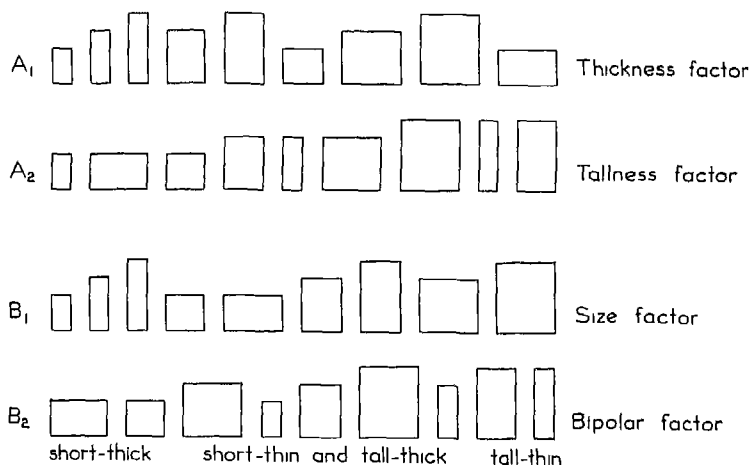 A₁ Thickness factor
A₂ Tallness factor
B₁ Size factor
B₂ Bipolar factor
short-thick short-thin and tall-thick tall-thin